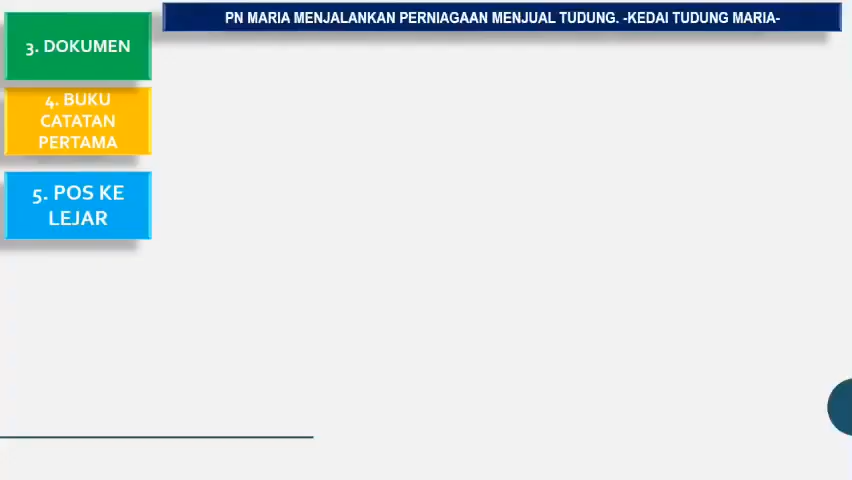 PN MARIA MENJALANKAN PERNIAGAAN MENJUAL TUDUNG. -KEDAI TUDUNG MARIA-
3. DOKUMEN
4. BUKU
CATATAN
PERTAMA
5. POS KE
LEJAR